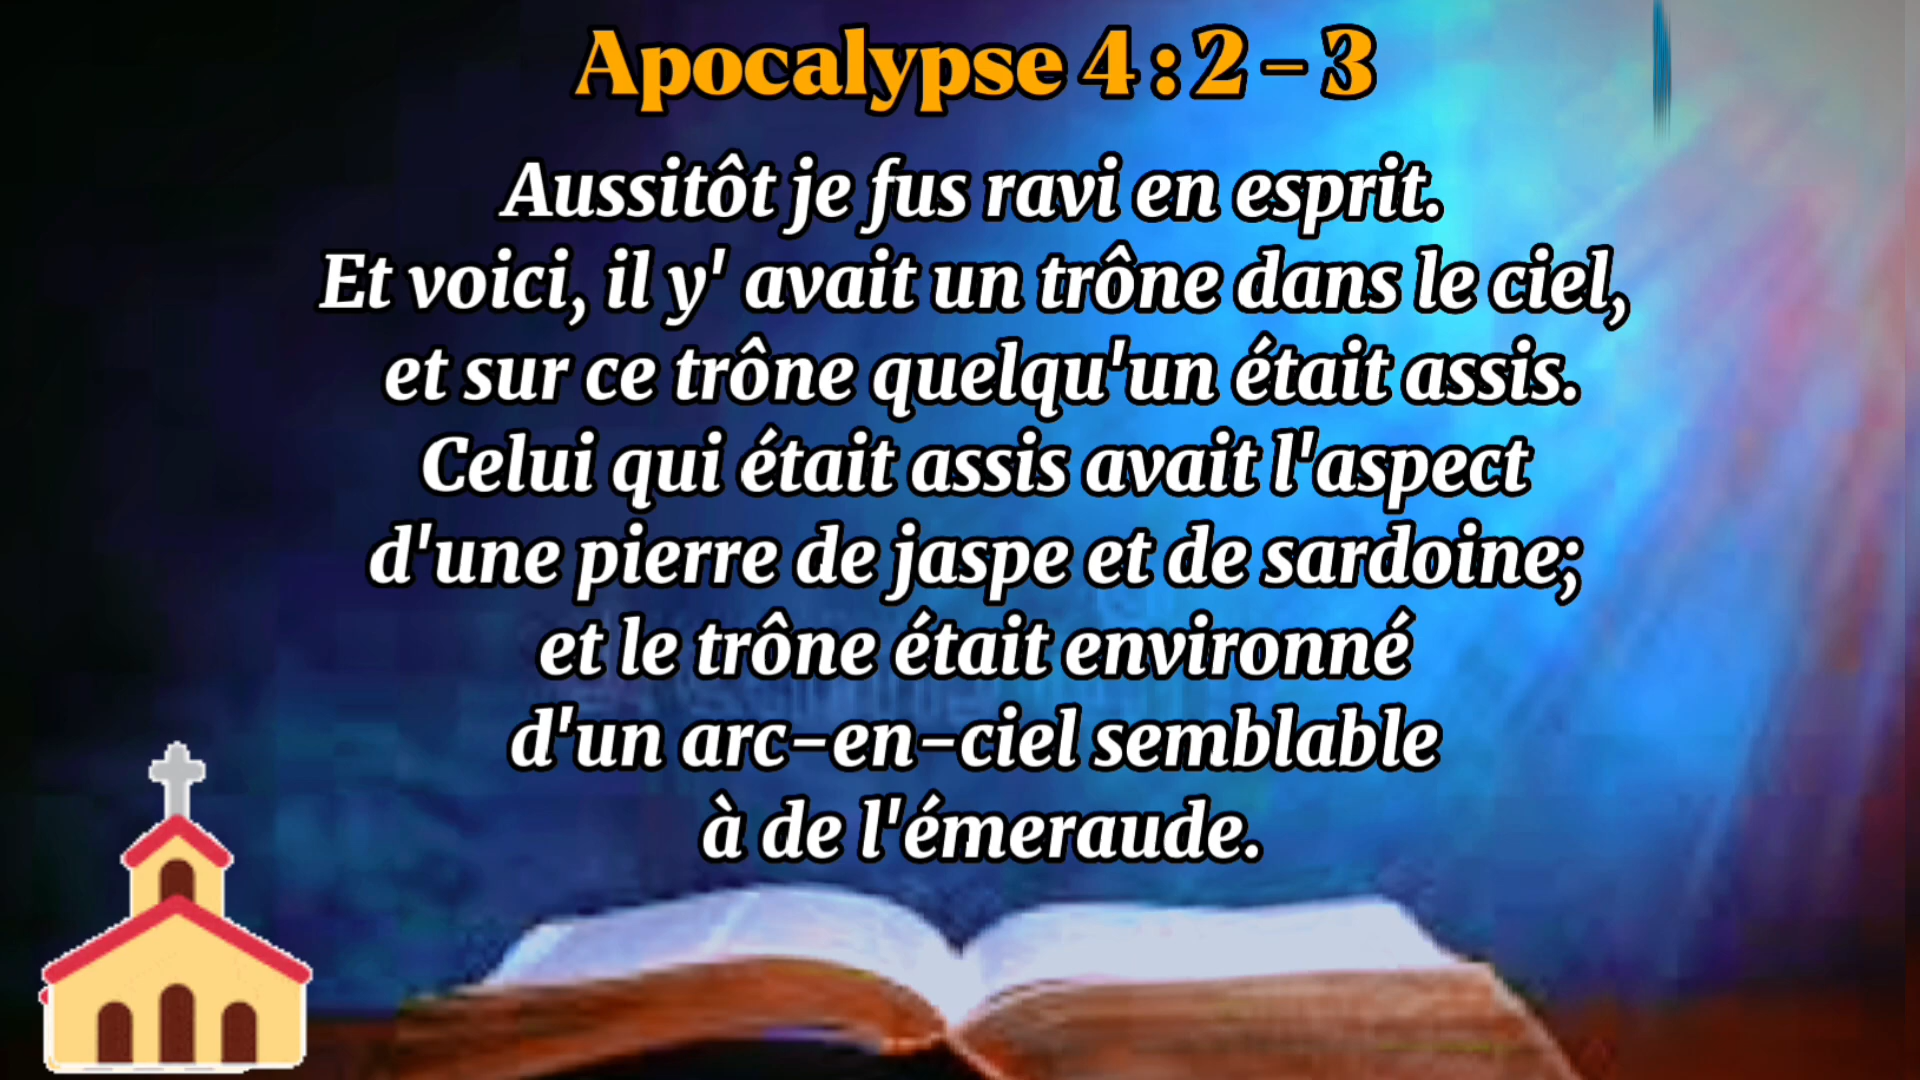 Apocalypse 4 : 2 - 3
Aussitôt je fus ravi en esprit.
Et voici, il y' avait un trône dans le ciel,
et sur ce trône quelqu'un était assis.
Celui qui était assis avait l'aspect
d'une pierre de jaspe et de sardoine;
et le trône était environné
d'un arc-en-ciel semblable
à de l'émeraude.